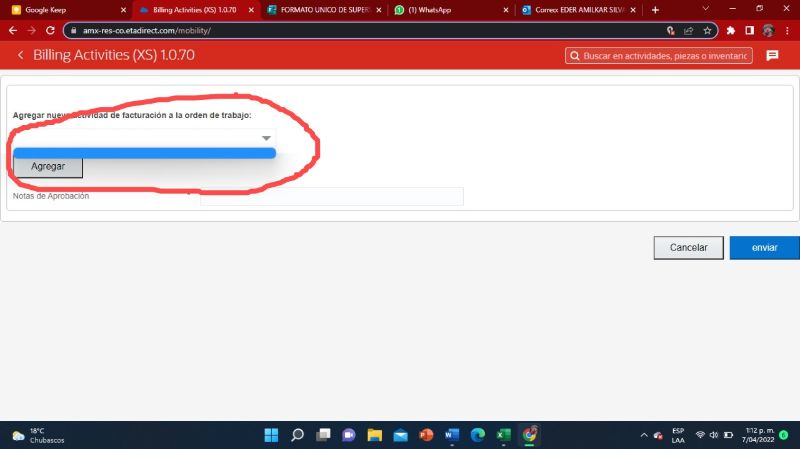 Google Keep
Billing Activities (XS) 1.0.70
FORMATO UNICO DE SUPER
(1) WhatsApp
Correo: EDER AMILKAR SILVA
amx-res-co.etadirect.com/mobility/
Billing Activities (XS) 1.0.70
Buscar en actividades, piezas o inventaric
Agregar nueva actividad de facturación a la orden de trabajo:
Agregar
Notas de Aprobación
Cancelar
enviar
18°C
Chubascos
ESP
LAA
1:12 p. m.
7/04/2022
6